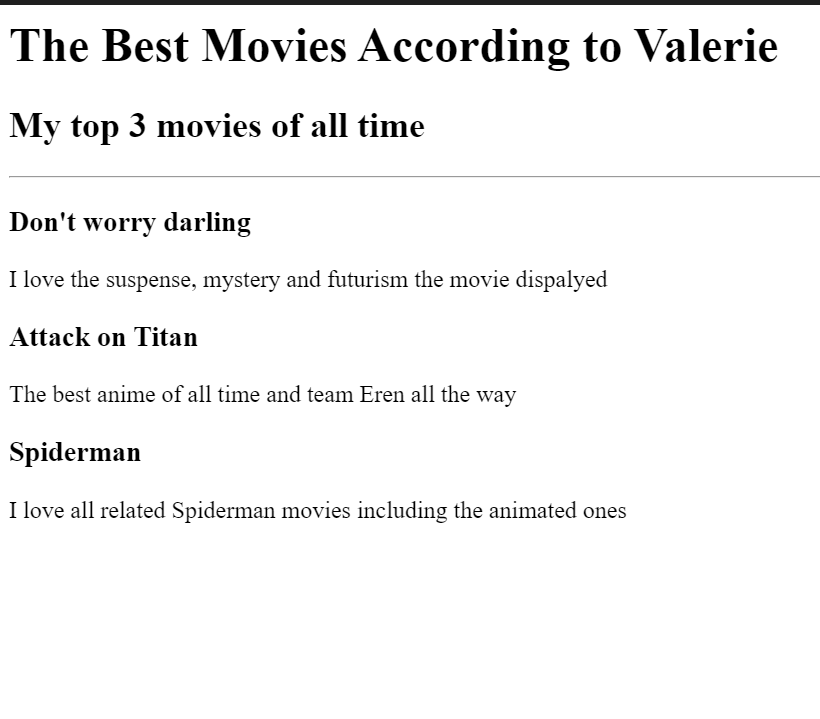 The Best Movies According to Valerie
My top 3 movies of all time
Don't worry darling
I love the suspense, mystery and futurism the movie dispalyed
Attack on Titan
The best anime of all time and team Eren all the way
Spiderman
I love all related Spiderman movies including the animated ones